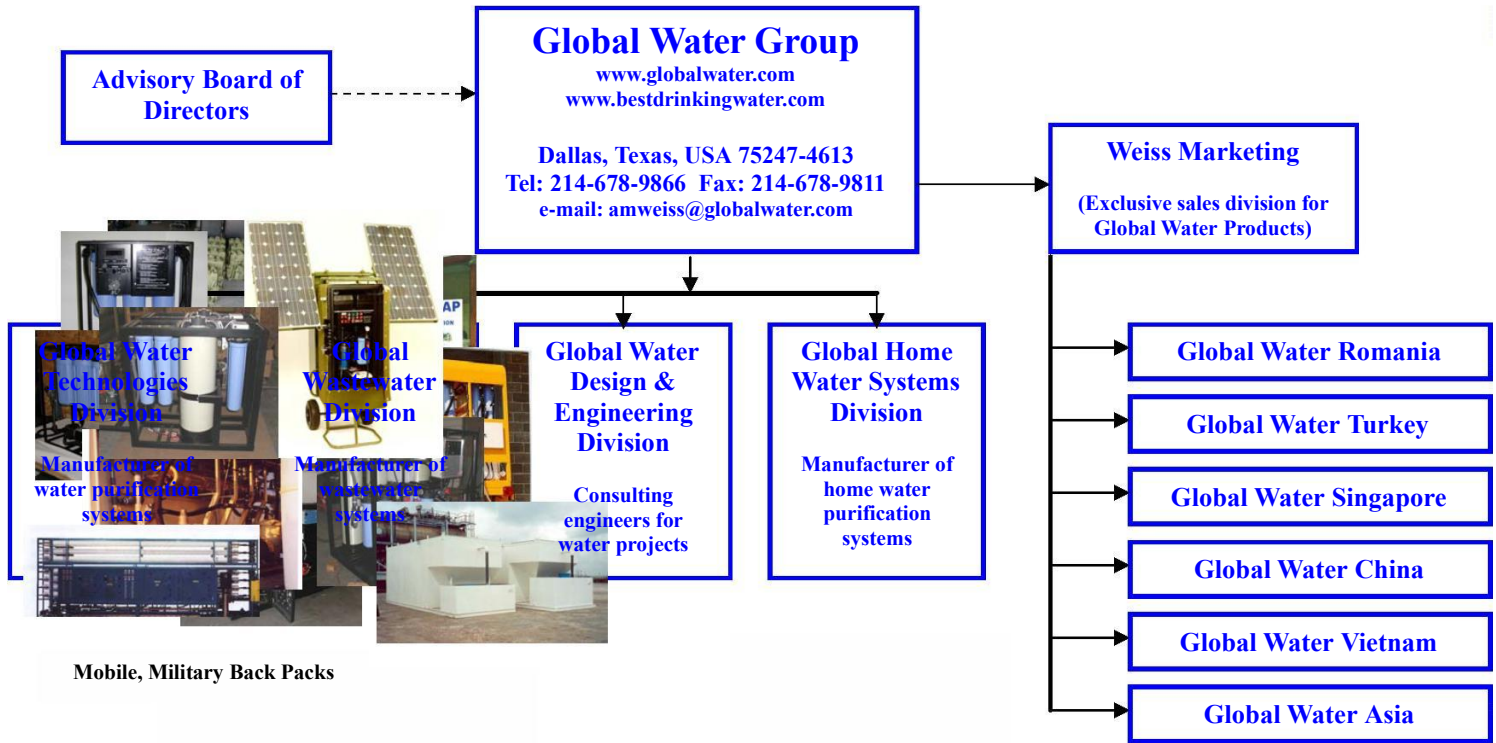 Global Water Group
www.globalwater.com
www.bestdrinkingwater.com
Dallas, Texas, USA 75247-4613
Tel: 214-678-9866  Fax: 214-678-9811
e-mail: amweiss@globalwater.com
Advisory Board of
Directors
Weiss Marketing
(Exclusive sales division for
Global Water Products)
Global Water
Technologies
Division
Manufacturer of
water purification
systems
Global
Wastewater
Division
Manufacturer of
wastewater
systems
Global Water
Design &
Engineering
Division
Consulting
engineers for
water projects
Global Home
Water Systems
Division
Manufacturer of
home water
purification
systems
Global Water Romania
Global Water Turkey
Global Water Singapore
Global Water China
Global Water Vietnam
Global Water Asia
Mobile, Military Back Packs